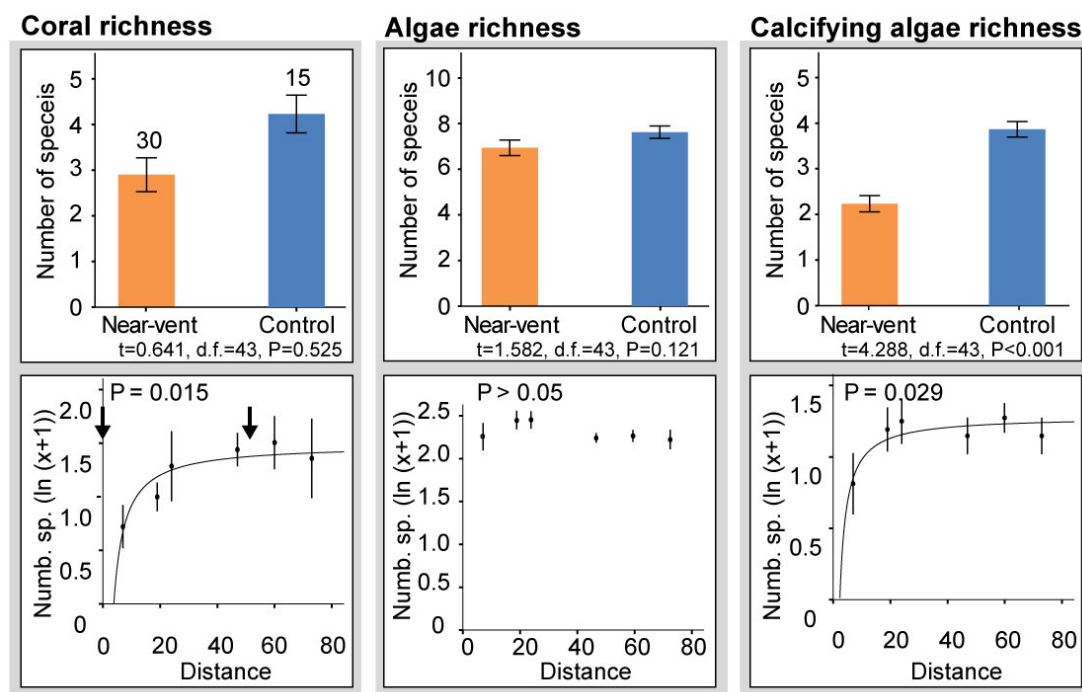 Coral richness
5
4
3
2
1
0
Number of speceis
30
15
Near-vent Control
t=0.641, d.f.=43, P=0.525
Algae richness
10
8
6
4
2
0
Number of speceis
Near-vent Control
t=1.582, d.f.=43, P=0.121
Calcifying algae richness
5
4
3
2
1
0
Number of speceis
Near-vent Control
t=4.288, d.f.=43, P<0.001
P = 0.015
2.0
1.5
1.0
0.5
0
Numb. sp. (ln (x+1))
0 20 40 60 80
Distance
P > 0.05
2.5
2.0
1.5
1.0
0.5
0
Numb. sp. (ln (x+1))
0 20 40 60 80
Distance
P = 0.029
1.5
1.0
0.5
0
Numb. sp. (ln (x+1))
0 20 40 60 80
Distance